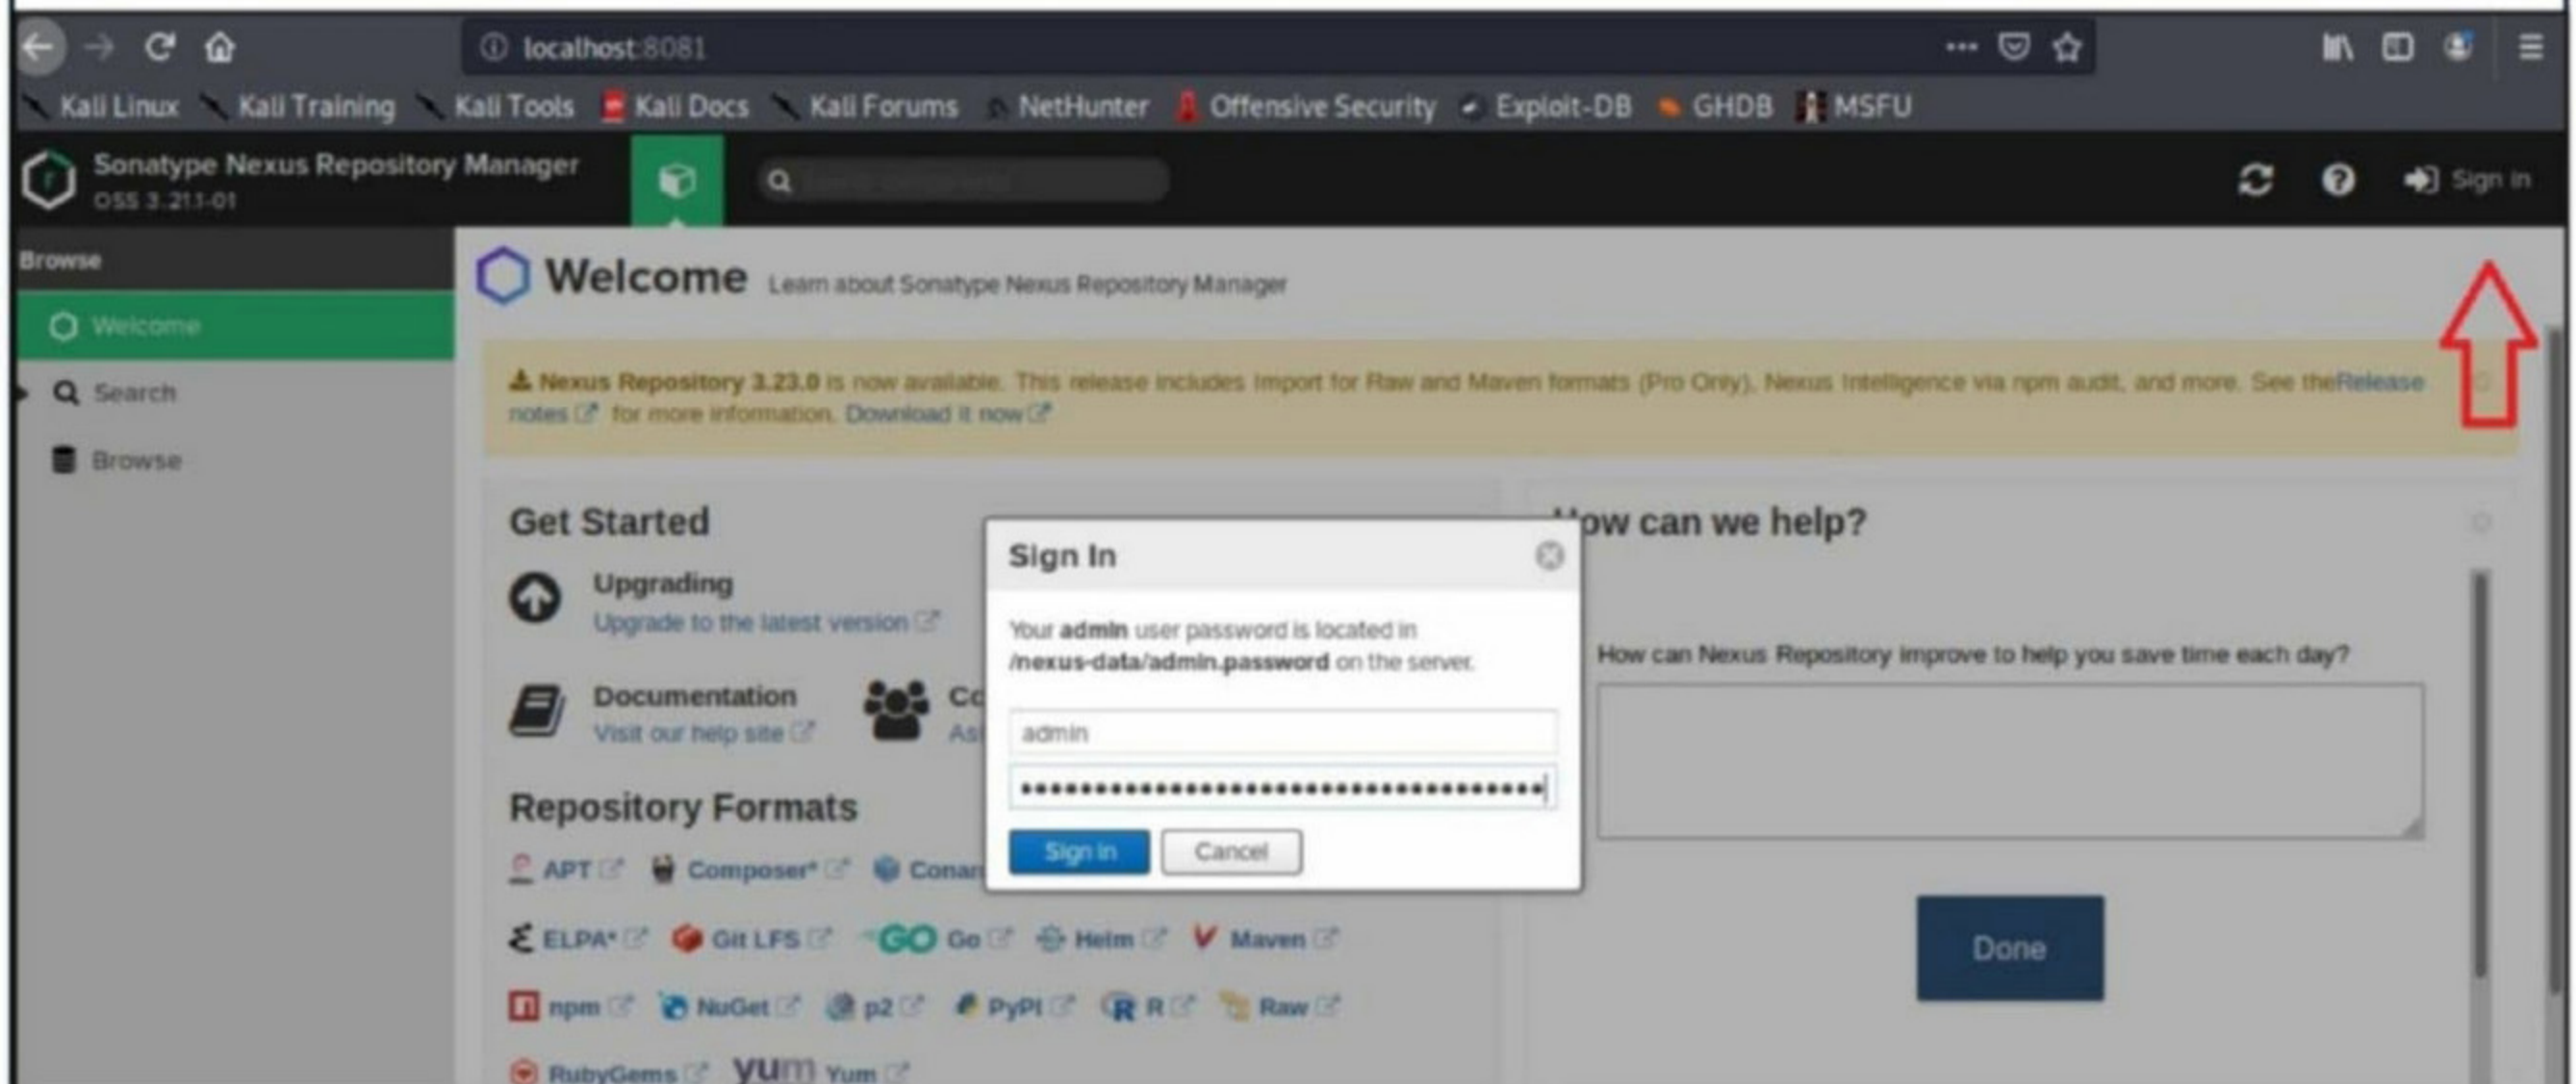 localhost:8081
Kali Linux Kali Training Kali Tools Kali Docs Kali Forums NetHunter Offensive Security Exploit-DB GHDB MSFU
Sonatype Nexus Repository Manager
OSS 3.21.1-01
Sign in
Browse
Welcome Learn about Sonatype Nexus Repository Manager
Welcome
Search
Browse
Nexus Repository 3.23.0 is now available. This release includes Import for Raw and Maven formats (Pro Only), Nexus Intelligence via npm audit, and more. See theRelease
notes for more information. Download it now
Get Started
Upgrading
Upgrade to the latest version
Documentation
Visit our help site
Co
As
Repository Formats
APT Composer* Conan
ELPA* Git LFS GO Go Helm Maven
npm NuGet p2 PyPI R R Raw
RubyGems yum Yum
Sign In
Your admin user password is located in
/nexus-data/admin.password on the server.
admin
Sign in Cancel
How can we help?
How can Nexus Repository improve to help you save time each day?
Done